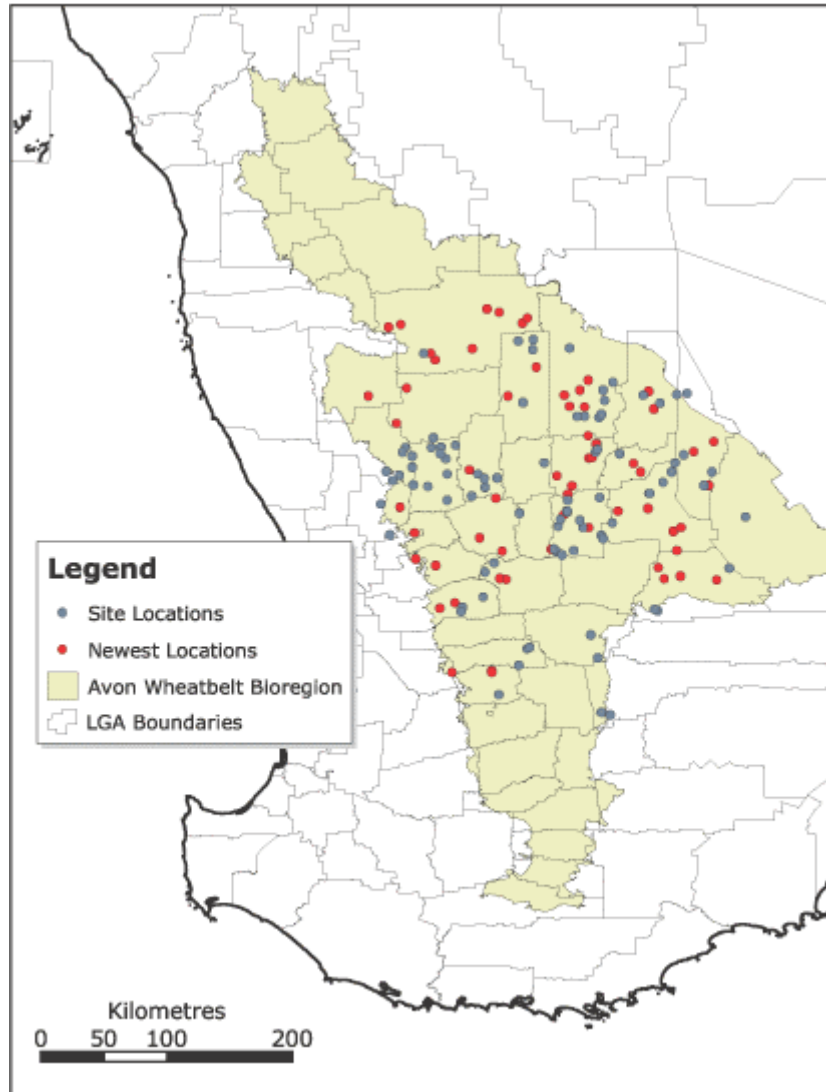 Legend
Site Locations
Newest Locations
Avon Wheatbelt Bioregion
LGA Boundaries
Kilometres
0 50 100 200